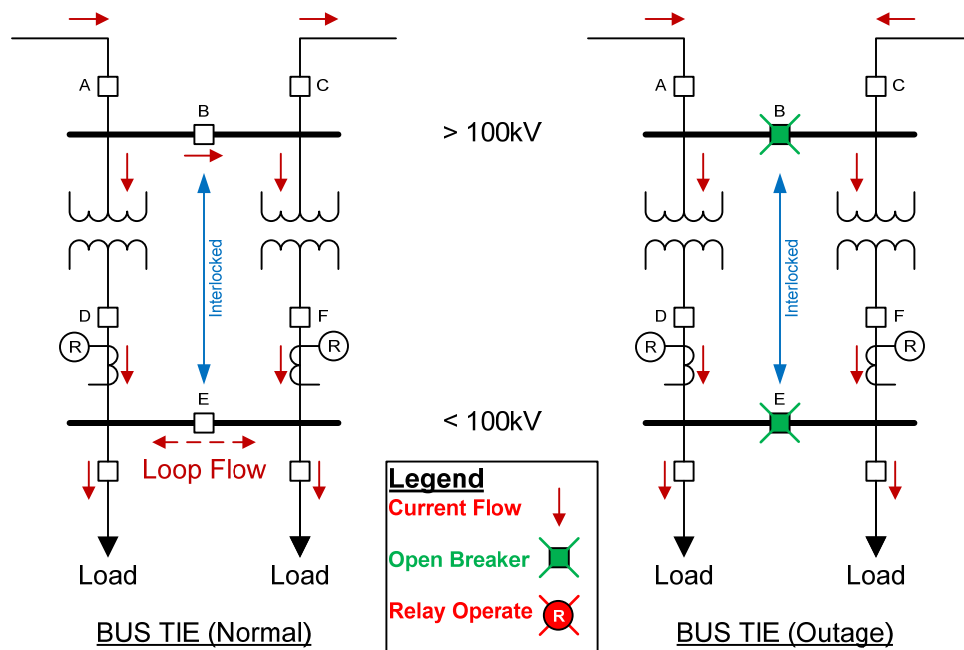 A
B
C
Interlocked
D
F
R
R
E
Loop Flow
Load
Load
BUS TIE (Normal)
> 100kV
< 100kV
Legend
Current Flow
Open Breaker
Relay Operate
R
A
B
C
Interlocked
D
F
R
R
E
Load
Load
BUS TIE (Outage)